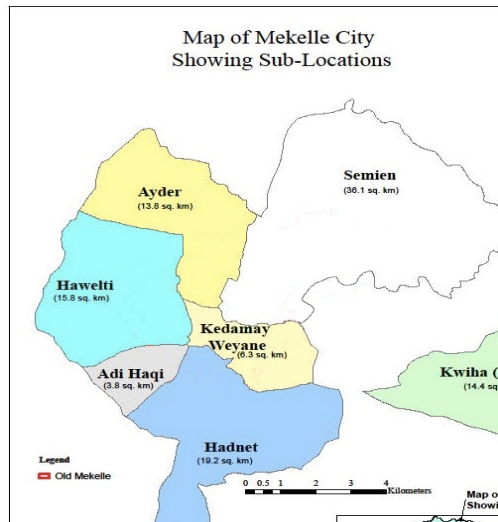 Map of Mekelle City
Showing Sub-Locations
Semien
(36.1 sq. km)
Ayder
(13.8 sq. km)
Hawelti
(15.8 sq. km)
Kedamay
Weyane
(6.3 sq. km)
Adi Haqi
(3.8 sq. km)
Kwiha (
(14.4 sq
Hadnet
(19.2 sq. km)
Legend
Old Mekelle
0 0.5 1 2 3 4
Kilometers
Map of
Showi